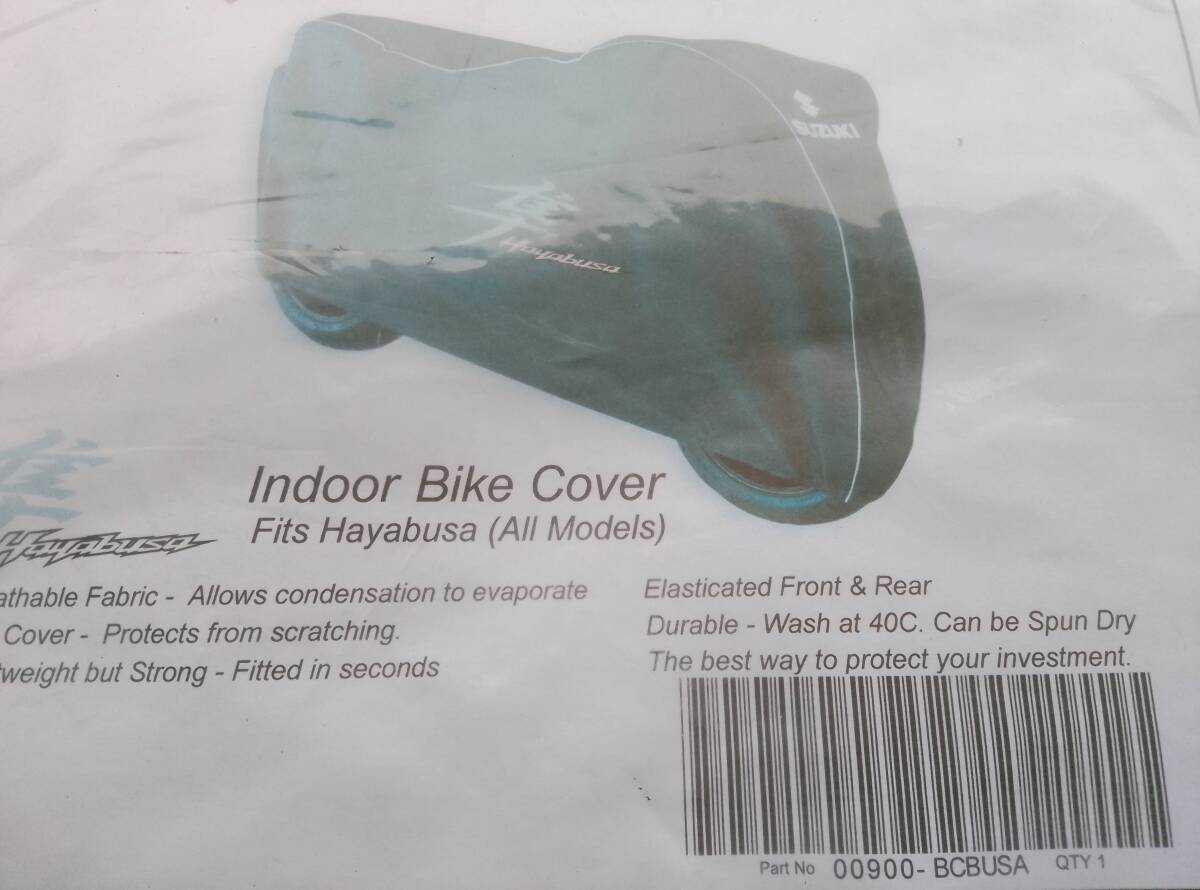 SUZUKI
隼
Hayabusa
Indoor Bike Cover
Fits Hayabusa (All Models)
隼
Hayabusa
athable Fabric - Allows condensation to evaporate
Cover - Protects from scratching.
tweight but Strong - Fitted in seconds
Elasticated Front & Rear
Durable - Wash at 40C. Can be Spun Dry
The best way to protect your investment.
Part No 00900- BCBUSA QTY 1